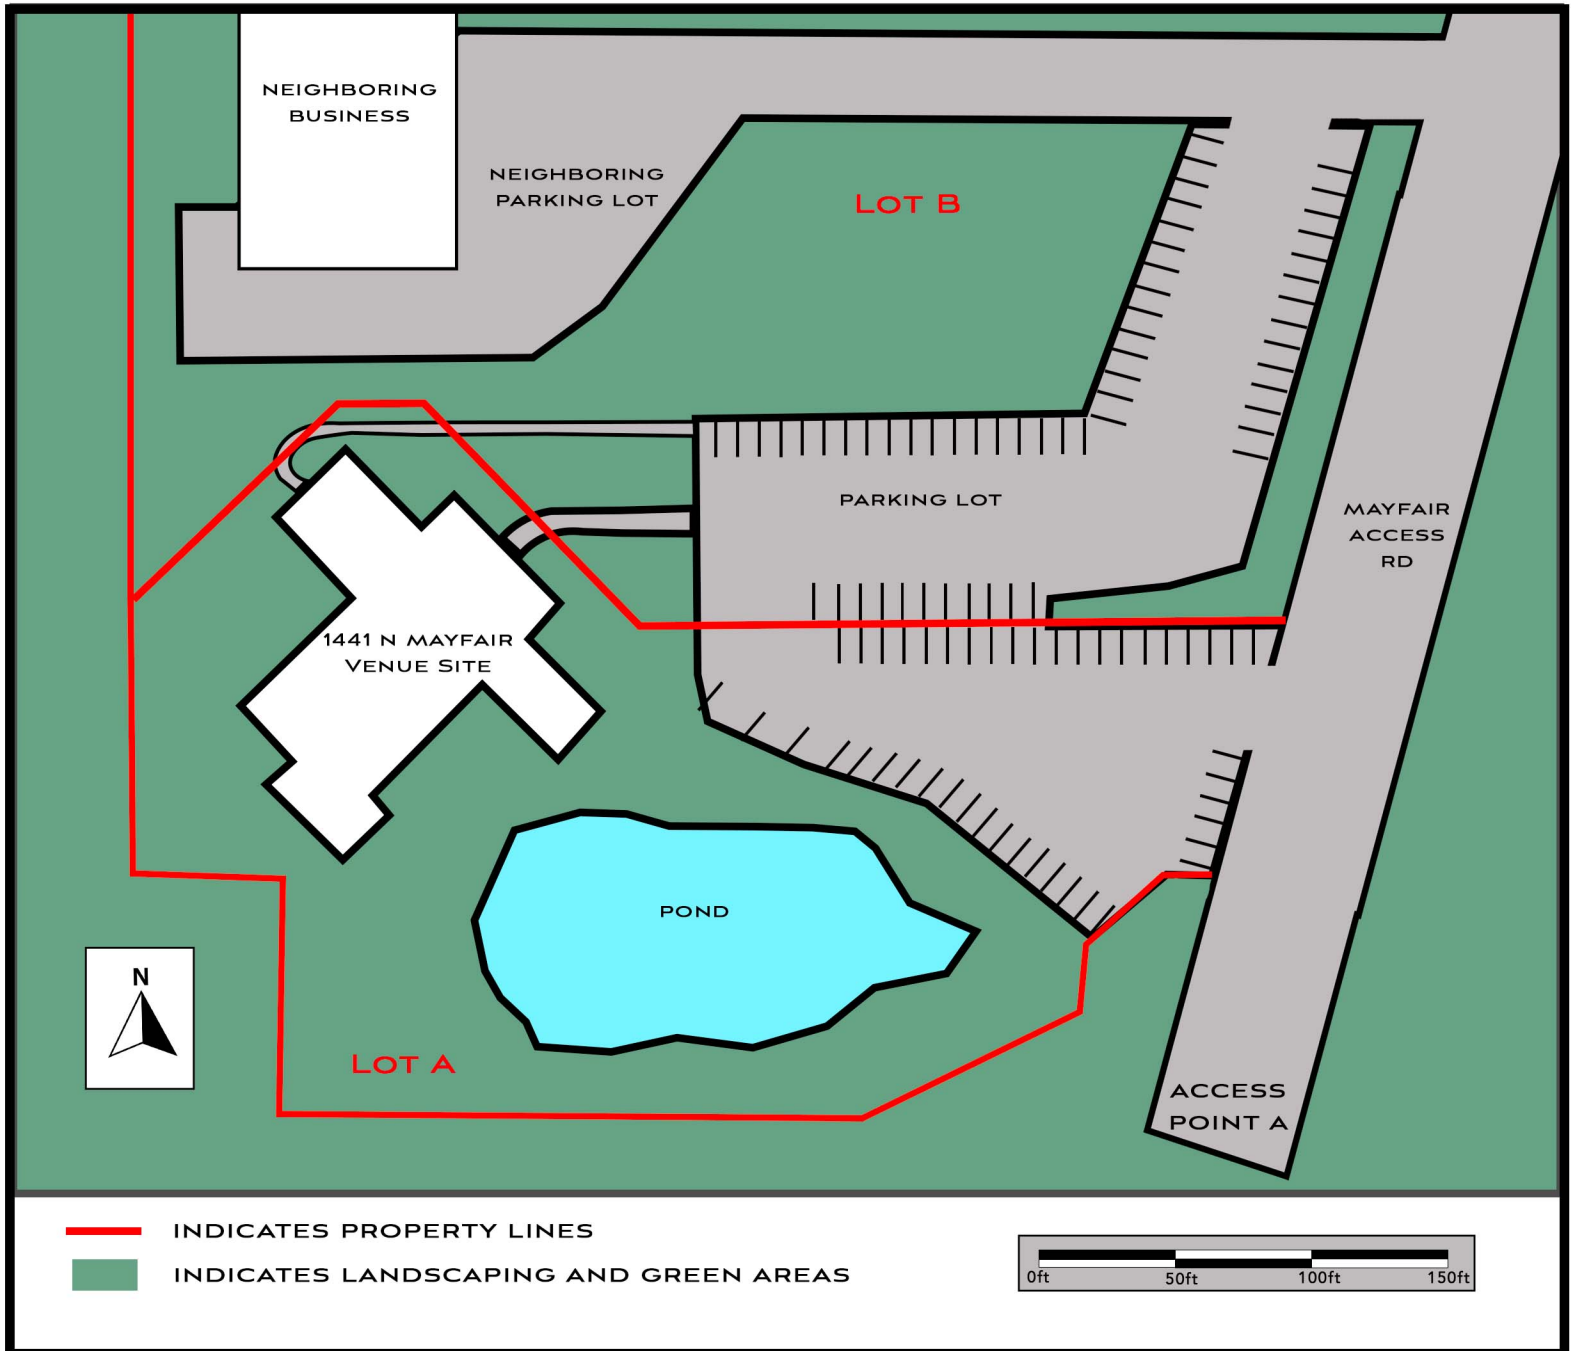 NEIGHBORING
BUSINESS
NEIGHBORING
PARKING LOT
LOT B
PARKING LOT
MAYFAIR
ACCESS
RD
1441 N MAYFAIR
VENUE SITE
POND
N
LOT A
ACCESS
POINT A
INDICATES PROPERTY LINES
INDICATES LANDSCAPING AND GREEN AREAS
0ft 50ft 100ft 150ft